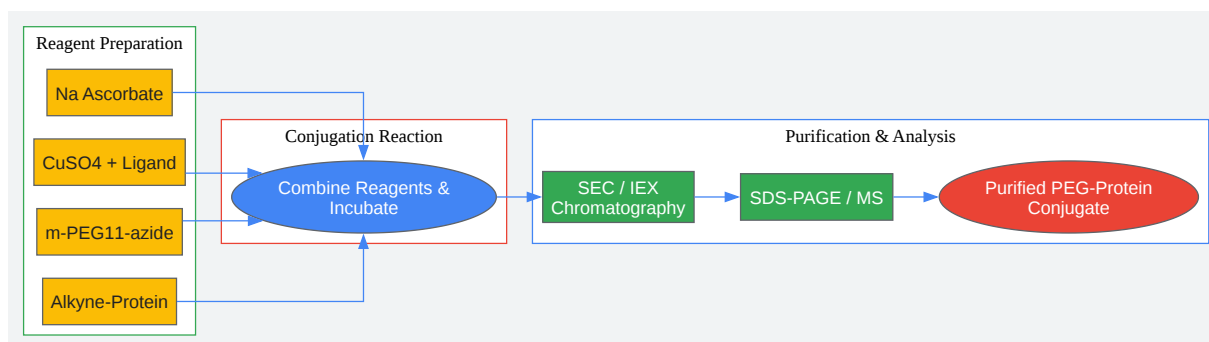 Reagent Preparation
Na Ascorbate
CuSO4 + Ligand
m-PEG11-azide
Alkyne-Protein
Conjugation Reaction
Combine Reagents &
Incubate
Purification & Analysis
SEC / IEX
Chromatography
SDS-PAGE / MS
Purified PEG-Protein
Conjugate